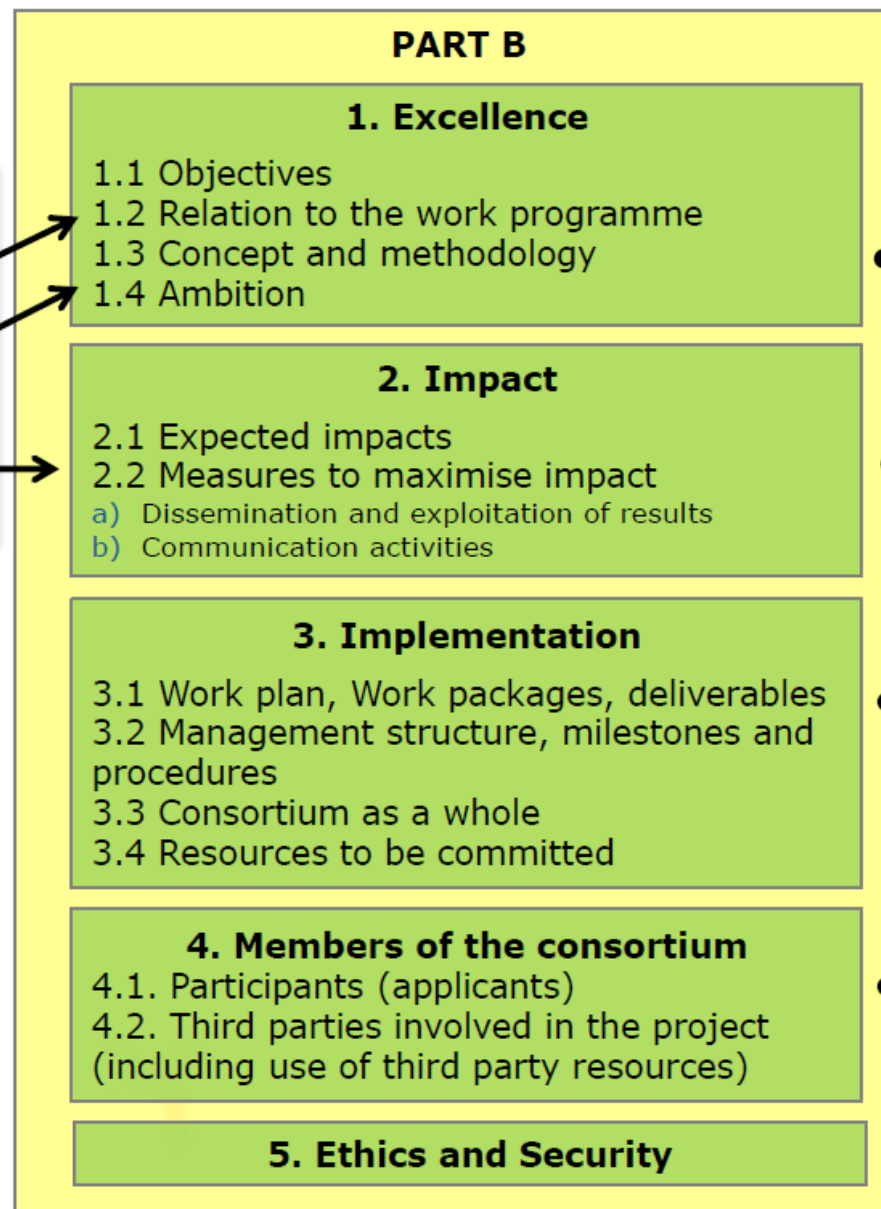 PART B
1. Excellence
1.1 Objectives
1.2 Relation to the work programme
1.3 Concept and methodology
1.4 Ambition
2. Impact
2.1 Expected impacts
2.2 Measures to maximise impact
a) Dissemination and exploitation of results
b) Communication activities
3. Implementation
3.1 Work plan, Work packages, deliverables
3.2 Management structure, milestones and
procedures
3.3 Consortium as a whole
3.4 Resources to be committed
4. Members of the consortium
4.1. Participants (applicants)
4.2. Third parties involved in the project
(including use of third party resources)
5. Ethics and Security